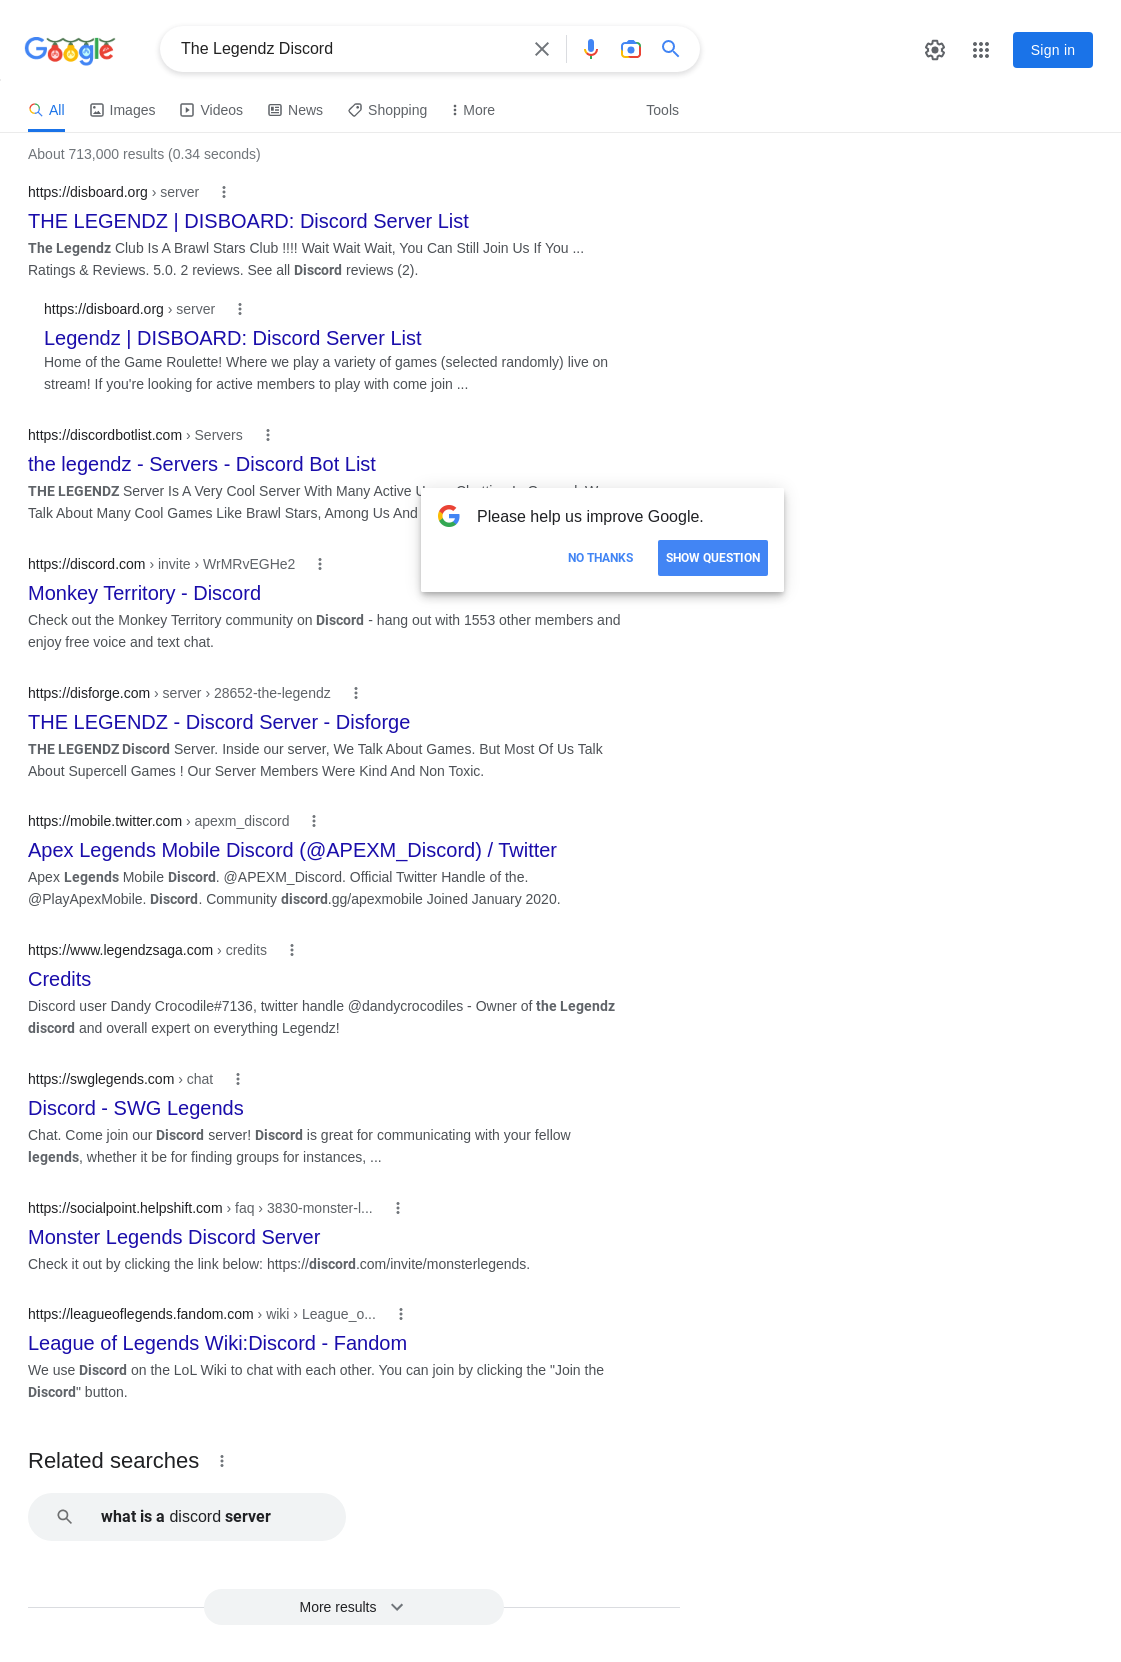 Google
The Legendz Discord
Sign in
All
Images
Videos
News
Shopping
More
Tools
About 713,000 results (0.34 seconds)
https://disboard.org › server
THE LEGENDZ | DISBOARD: Discord Server List
The Legendz Club Is A Brawl Stars Club !!!! Wait Wait Wait, You Can Still Join Us If You ...
Ratings & Reviews. 5.0. 2 reviews. See all Discord reviews (2).
https://disboard.org › server
Legendz | DISBOARD: Discord Server List
Home of the Game Roulette! Where we play a variety of games (selected randomly) live on
stream! If you're looking for active members to play with come join ...
https://discordbotlist.com › Servers
the legendz - Servers - Discord Bot List
THE LEGENDZ Server Is A Very Cool Server With Many Active
Talk About Many Cool Games Like Brawl Stars, Among Us And
Please help us improve Google.
NO THANKS
SHOW QUESTION
https://discord.com › invite › WrMRvEGHe2
Monkey Territory - Discord
Check out the Monkey Territory community on Discord - hang out with 1553 other members and
enjoy free voice and text chat.
https://disforge.com › server › 28652-the-legendz
THE LEGENDZ - Discord Server - Disforge
THE LEGENDZ Discord Server. Inside our server, We Talk About Games. But Most Of Us Talk
About Supercell Games ! Our Server Members Were Kind And Non Toxic.
https://mobile.twitter.com › apexm_discord
Apex Legends Mobile Discord (@APEXM_Discord) / Twitter
Apex Legends Mobile Discord. @APEXM_Discord. Official Twitter Handle of the.
@PlayApexMobile. Discord. Community discord.gg/apexmobile Joined January 2020.
https://www.legendzsaga.com › credits
Credits
Discord user Dandy Crocodile#7136, twitter handle @dandycrocodiles - Owner of the Legendz
discord and overall expert on everything Legendz!
https://swglegends.com › chat
Discord - SWG Legends
Chat. Come join our Discord server! Discord is great for communicating with your fellow
legends, whether it be for finding groups for instances, ...
https://socialpoint.helpshift.com › faq › 3830-monster-l...
Monster Legends Discord Server
Check it out by clicking the link below: https://discord.com/invite/monsterlegends.
https://leagueoflegends.fandom.com › wiki › League_o...
League of Legends Wiki:Discord - Fandom
We use Discord on the LoL Wiki to chat with each other. You can join by clicking the "Join the
Discord" button.
Related searches
what is a discord server
More results